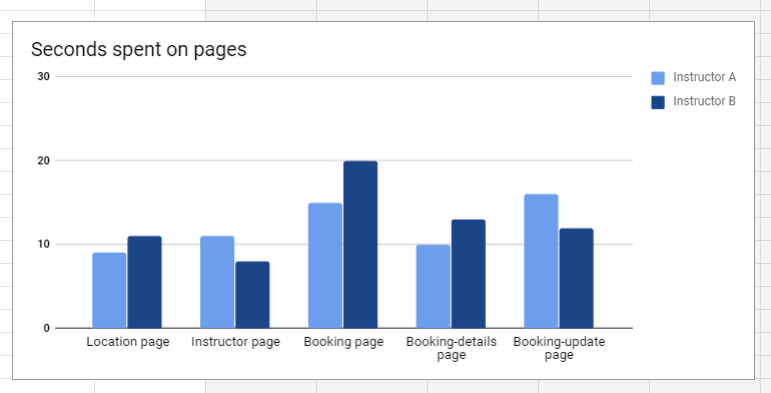 Seconds spent on pages
30
20
10
0
Instructor A
Instructor B
Location page
Instructor page
Booking page
Booking-details
page
Booking-update
page